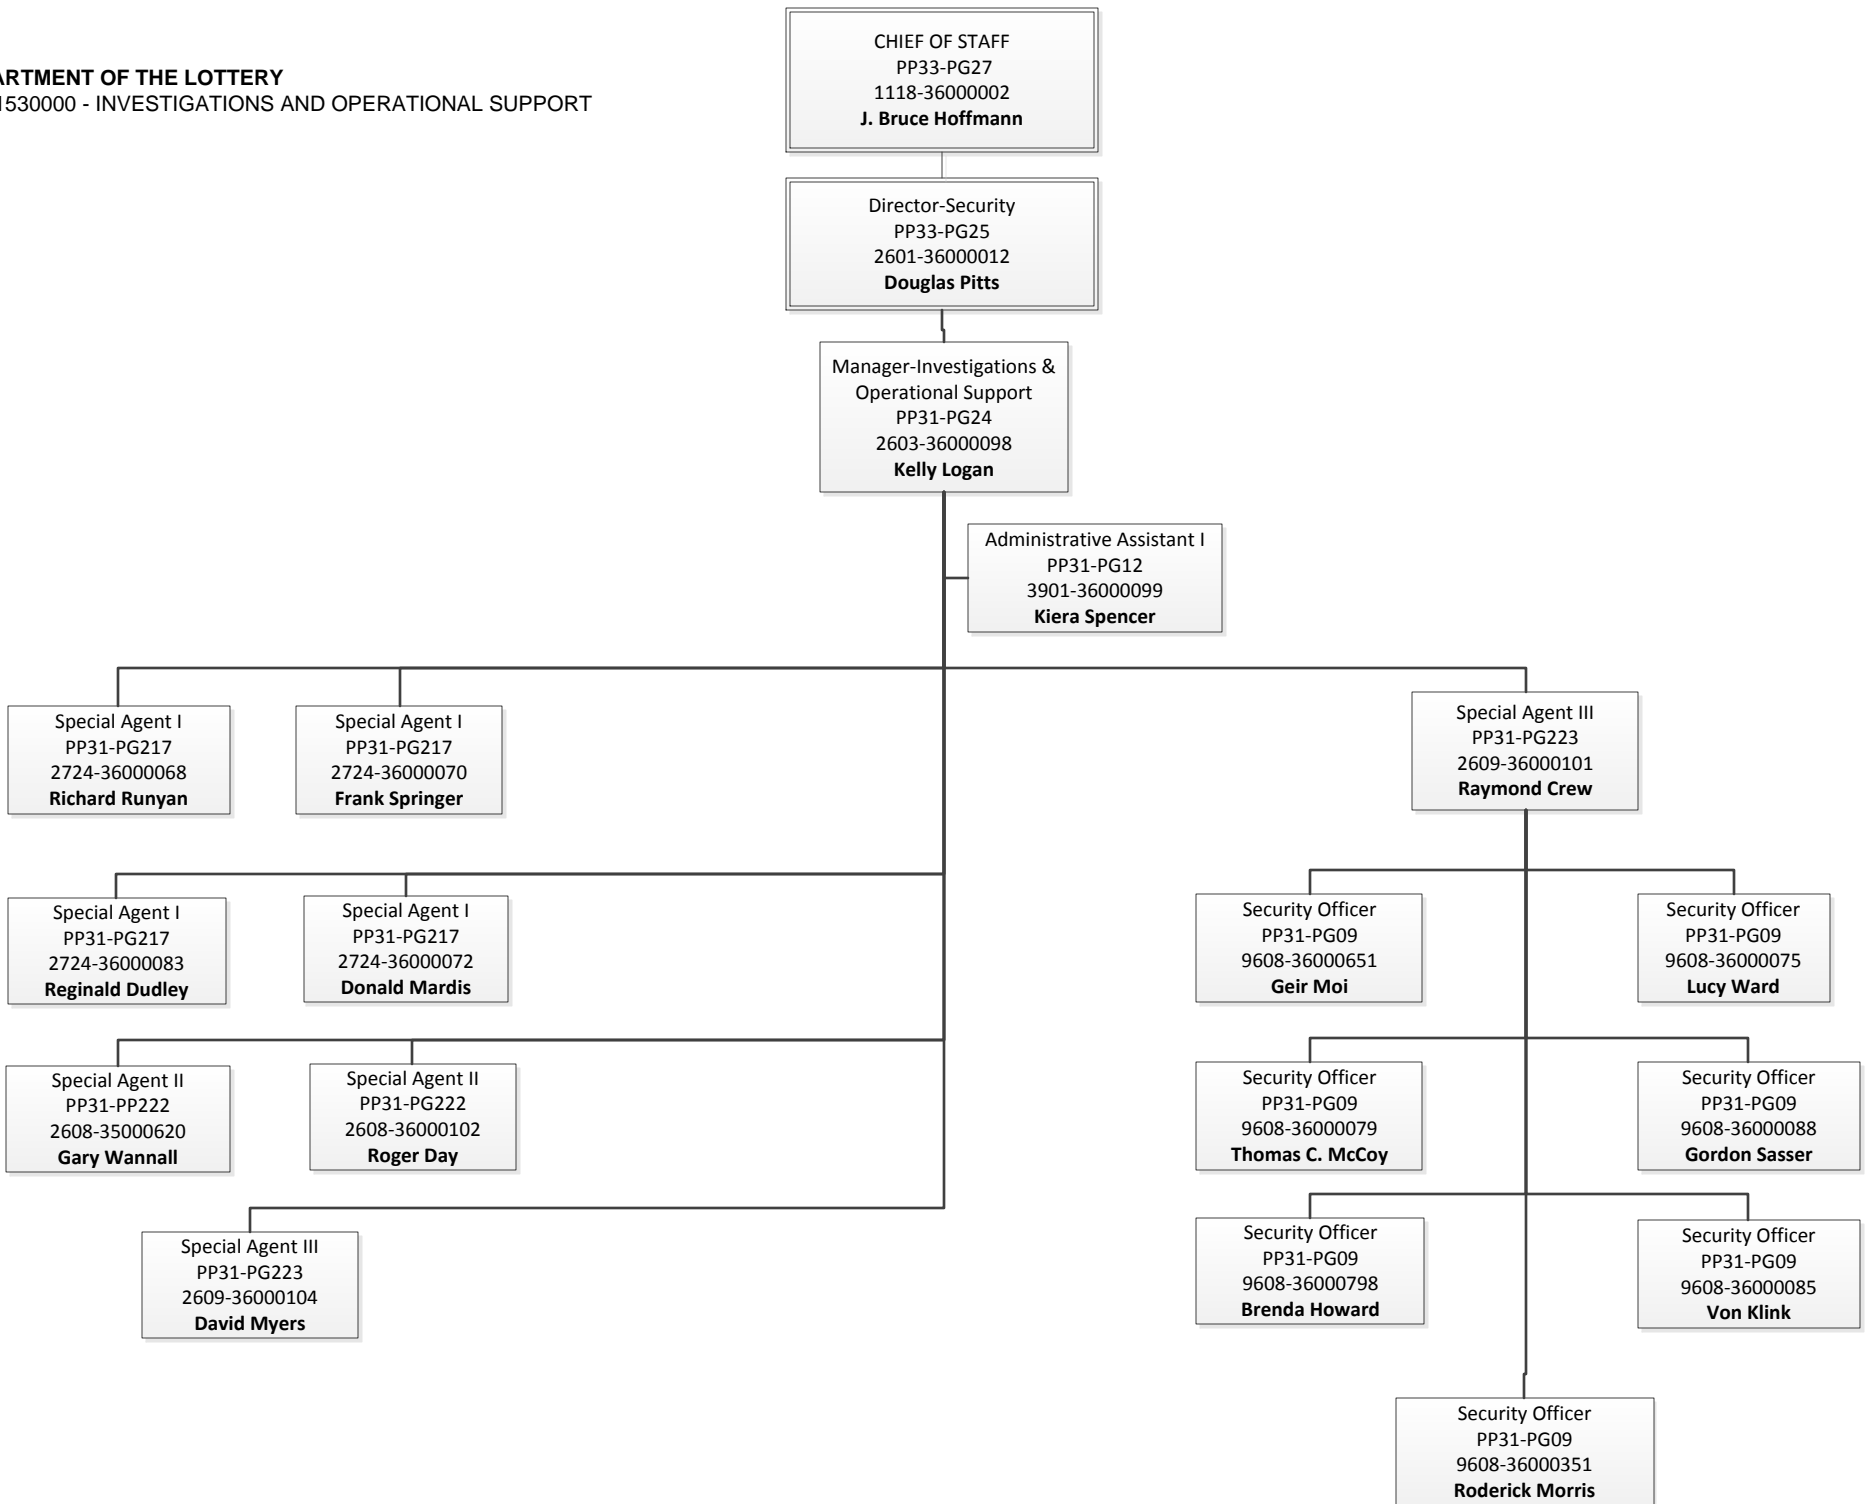 ARTMENT OF THE LOTTERY
1530000 - INVESTIGATIONS AND OPERATIONAL SUPPORT
CHIEF OF STAFF
PP33-PG27
1118-36000002
J. Bruce Hoffmann
Director-Security
PP33-PG25
2601-36000012
Douglas Pitts
Manager-Investigations &
Operational Support
PP31-PG24
2603-36000098
Kelly Logan
Administrative Assistant I
PP31-PG12
3901-36000099
Kiera Spencer
Special Agent I
PP31-PG217
2724-36000068
Richard Runyan
Special Agent I
PP31-PG217
2724-36000070
Frank Springer
Special Agent III
PP31-PG223
2609-36000101
Raymond Crew
Special Agent I
PP31-PG217
2724-36000083
Reginald Dudley
Special Agent I
PP31-PG217
2724-36000072
Donald Mardis
Security Officer
PP31-PG09
9608-36000651
Geir Moi
Security Officer
PP31-PG09
9608-36000075
Lucy Ward
Special Agent II
PP31-PP222
2608-35000620
Gary Wannall
Special Agent II
PP31-PG222
2608-36000102
Roger Day
Security Officer
PP31-PG09
9608-36000079
Thomas C. McCoy
Security Officer
PP31-PG09
9608-36000088
Gordon Sasser
Special Agent III
PP31-PG223
2609-36000104
David Myers
Security Officer
PP31-PG09
9608-36000798
Brenda Howard
Security Officer
PP31-PG09
9608-36000085
Von Klink
Security Officer
PP31-PG09
9608-36000351
Roderick Morris